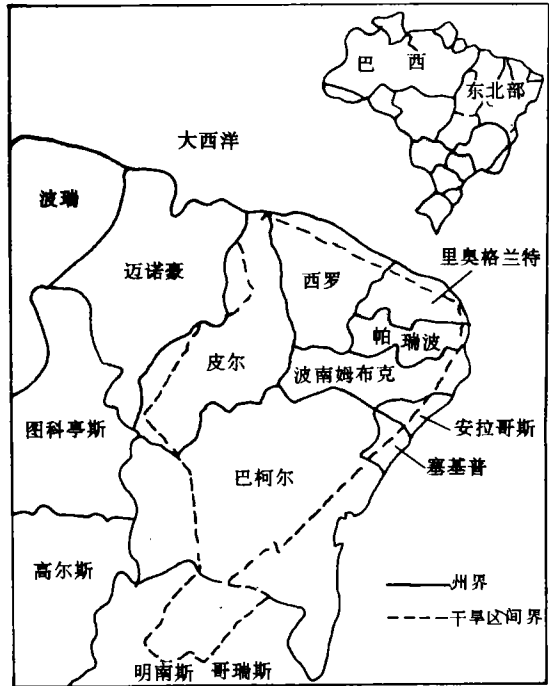 巴 西
东北部
大西洋
波瑞
迈诺豪
西罗
里奥格兰特
帕 瑞波
皮尔
波南姆布克
图科亭斯
安拉哥斯
塞基普
巴柯尔
高尔斯
州界
干旱区间界
明南斯 哥瑞斯